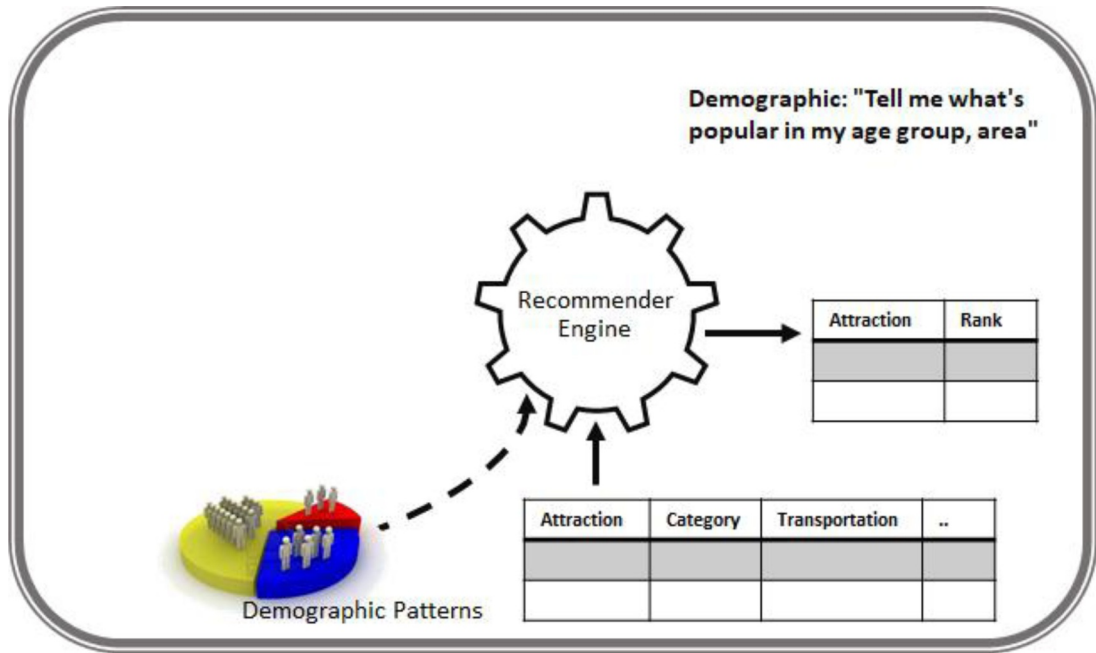 Demographic: "Tell me what's
popular in my age group, area"
Recommender
Engine
Attraction Rank
Attraction Category Transportation ..
Demographic Patterns